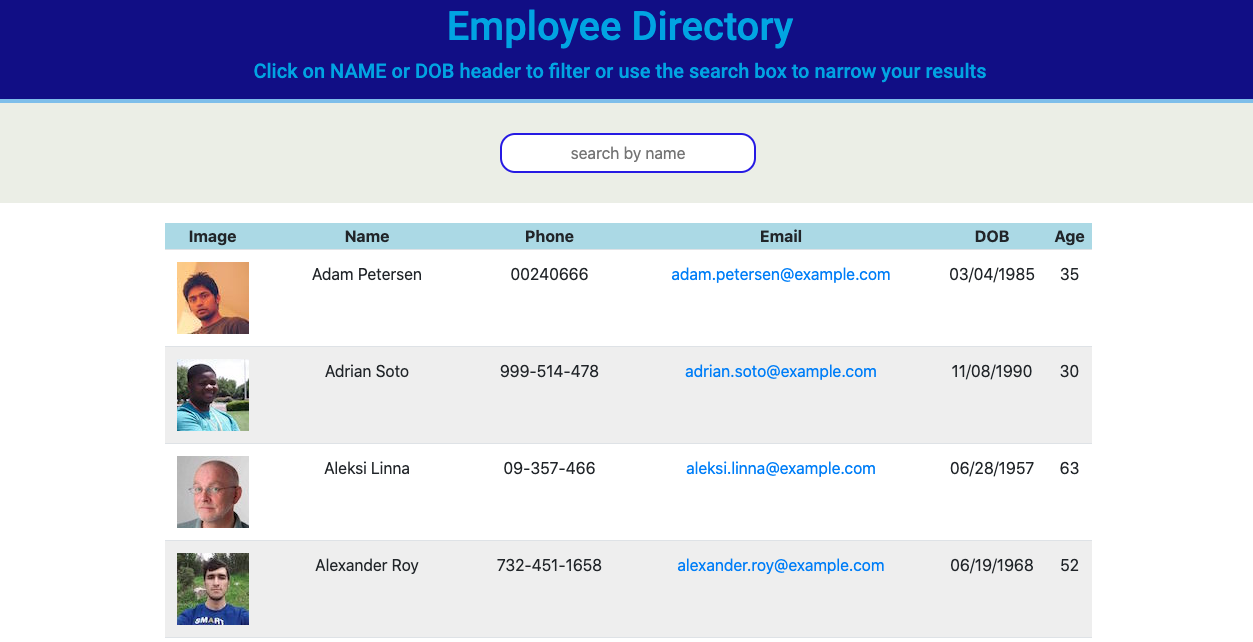 Employee Directory
Click on NAME or DOB header to filter or use the search box to narrow your results
search by name
Image Name Phone Email DOB Age
Adam Petersen 00240666 adam.petersen@example.com 03/04/1985 35
Adrian Soto 999-514-478 adrian.soto@example.com 11/08/1990 30
Aleksi Linna 09-357-466 aleksi.linna@example.com 06/28/1957 63
Alexander Roy 732-451-1658 alexander.roy@example.com 06/19/1968 52
SMART